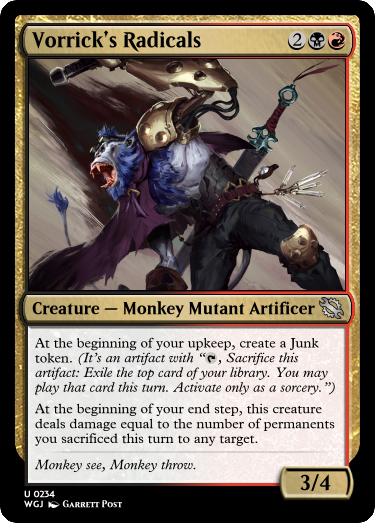 Vorrick's Radicals 2
Creature — Monkey Mutant Artificer
At the beginning of your upkeep, create a Junk
token. (It's an artifact with “, Sacrifice this
artifact: Exile the top card of your library. You may
play that card this turn. Activate only as a sorcery.”)
At the beginning of your end step, this creature
deals damage equal to the number of permanents
you sacrificed this turn to any target.
Monkey see, Monkey throw.
3/4
U 0234
WGJ Garrett Post